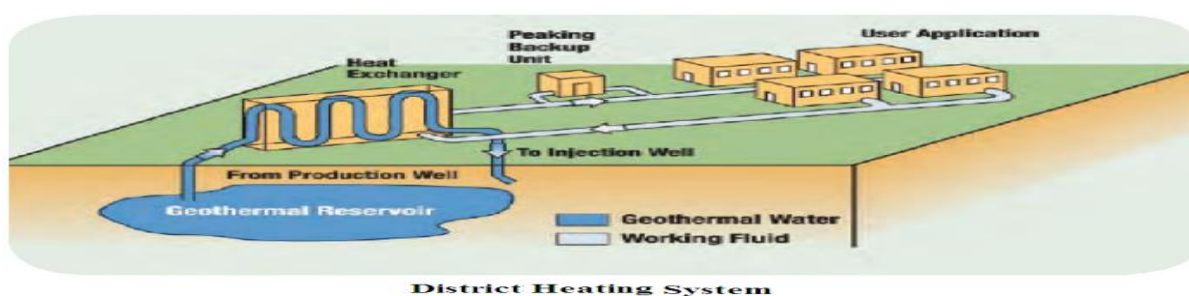 Peaking
Backup
Unit
User Application
Heat
Exchanger
To Injection Well
From Production Well
Geothermal Reservoir
Geothermal Water
Working Fluid
District Heating System